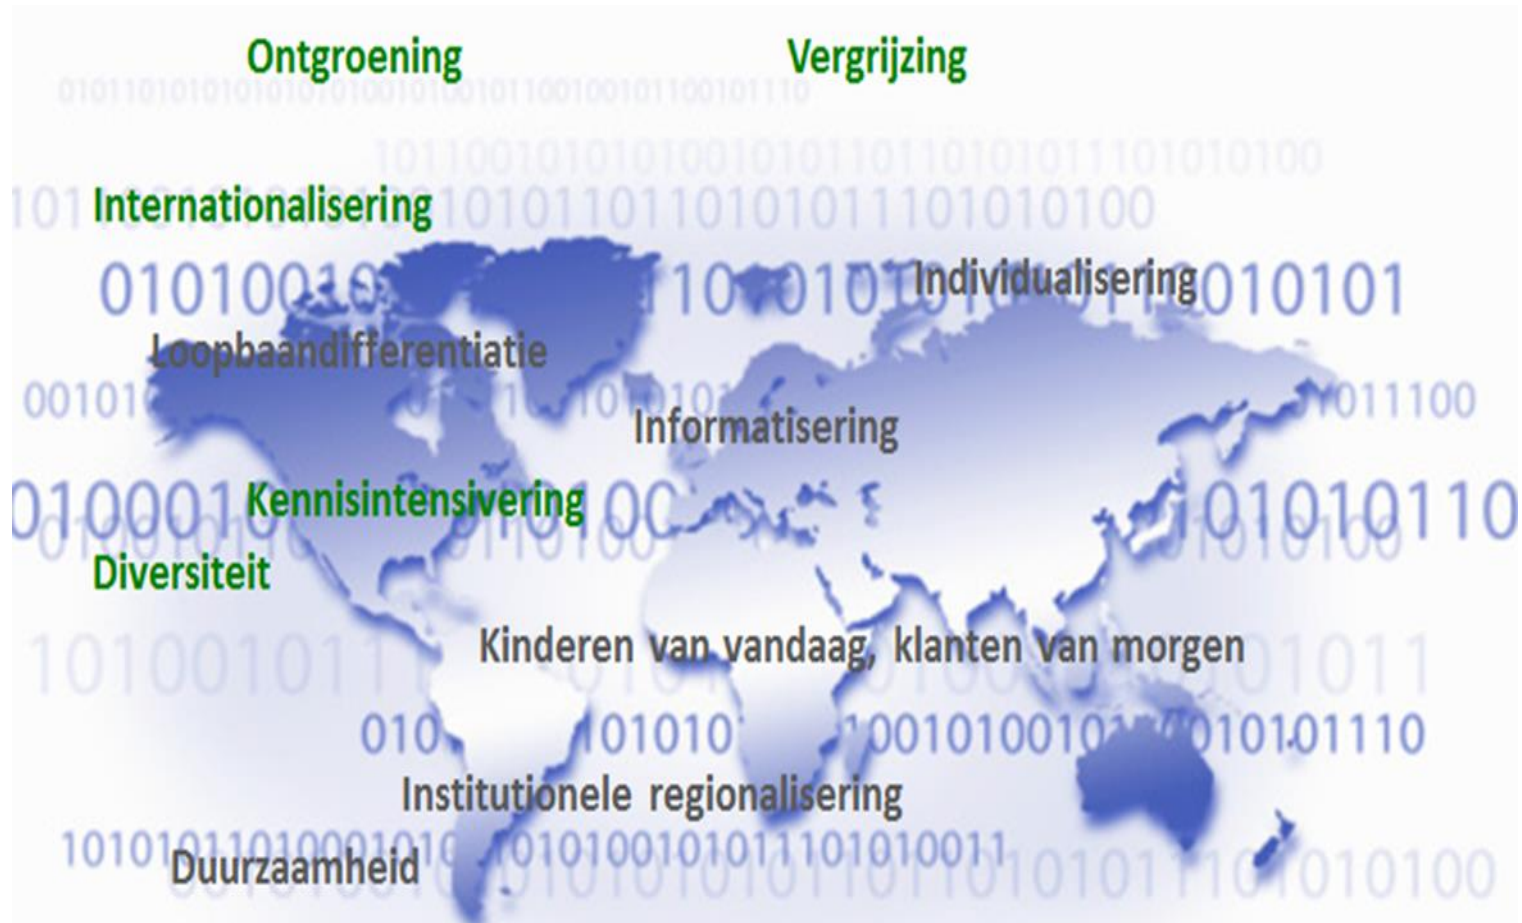 Ontgroening Vergrijzing
Internationalisering
Individualisering
Loopbaandifferentiatie
Informatisering
Kennisintensivering
Diversiteit
Kinderen van vandaag, klanten van morgen
Institutionele regionalisering
Duurzaamheid